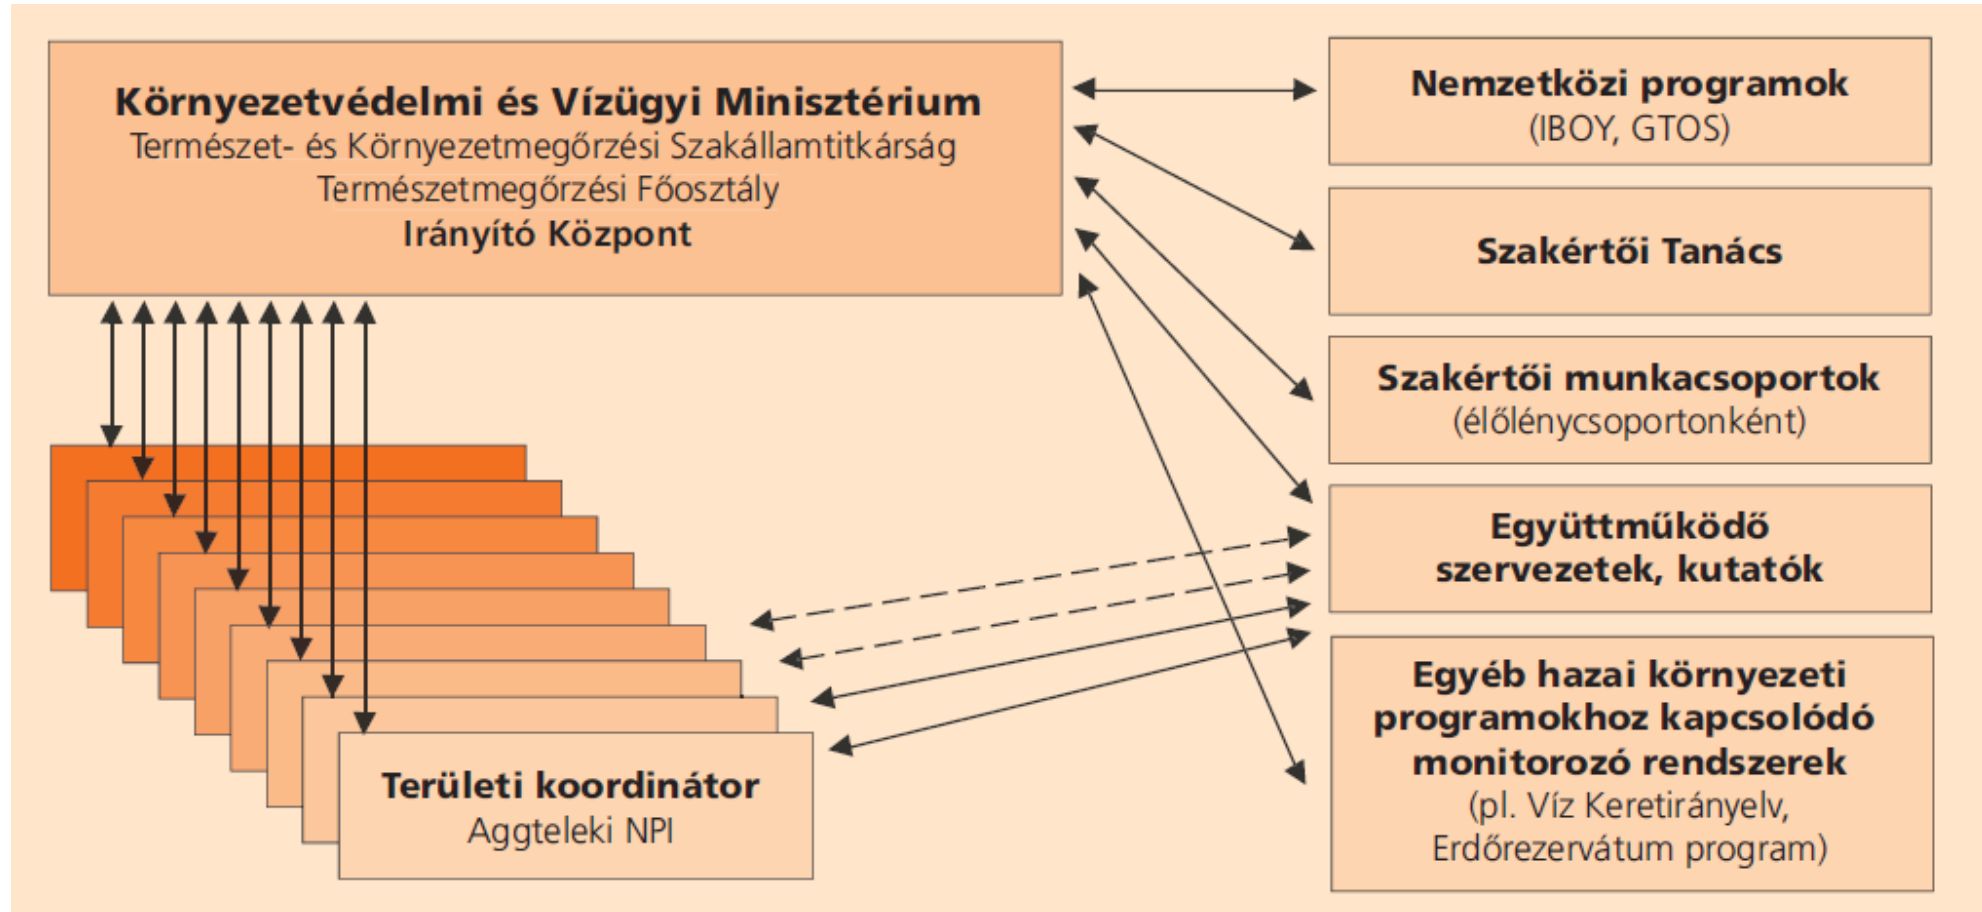 Környezetvédelmi és Vízügyi Minisztérium
Természet- és Környezetmegőrzési Szakállamtitkárság
Természetmegőrzési Főosztály
Irányító Központ
Nemzetközi programok
(IBOY, GTOS)
Szakértői Tanács
Szakértői munkacsoportok
(élőlénycsoportonként)
Együttműködő
szervezetek, kutatók
Egyéb hazai környezeti
programokhoz kapcsolódó
monitorozó rendszerek
(pl. Víz Keretirányelv,
Erdőrezervátum program)
Területi koordinátor
Aggteleki NPI